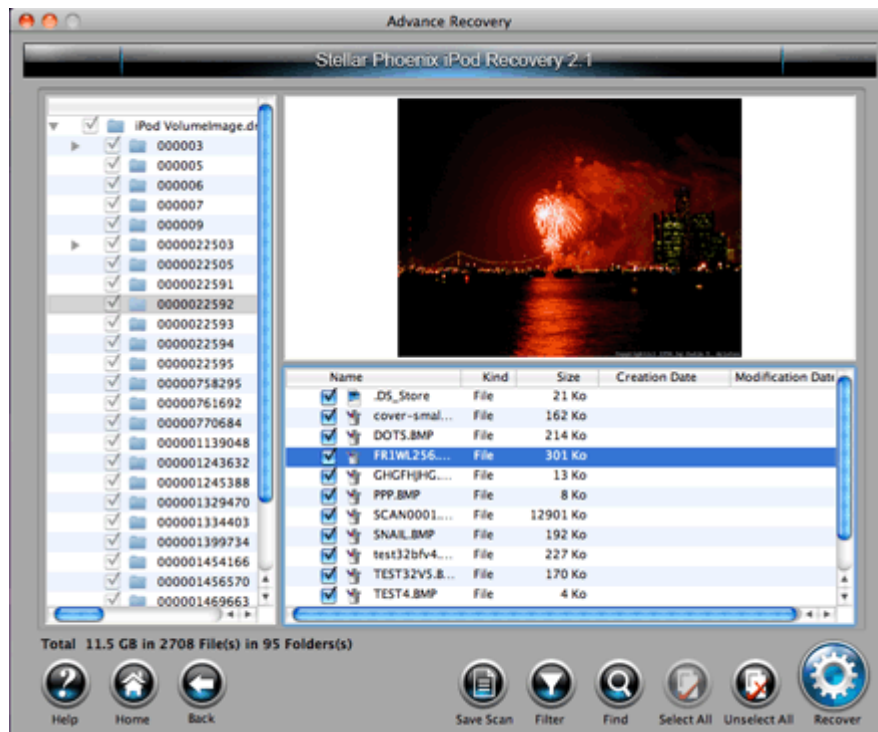 Advance Recovery
Stellar Phoenix iPod Recovery 2.1
iPod VolumeImage.d
000003
000005
000006
000007
000009
0000022503
0000022505
0000022591
0000022592
0000022593
0000022594
0000022595
00000758295
00000761692
00000770684
000001139048
000001243632
000001245388
000001329470
000001334403
000001399734
000001454166
000001456570
000001469663
Name Kind Size Creation Date Modification Date
.DS_Store File 21 Ko
cover-smal... File 162 Ko
DOTS.BMP File 214 Ko
FR1WL256.... File 301 Ko
GHGFHJHG.... File 13 Ko
PPP.BMP File 8 Ko
SCAN0001.... File 12901 Ko
SNAIL.BMP File 192 Ko
test32bfv4.... File 227 Ko
TEST32V5.B... File 170 Ko
TEST4.BMP File 4 Ko
Total 11.5 GB in 2708 File(s) in 95 Folders(s)
Help Home Back Save Scan Filter Find Select All Unselect All Recover